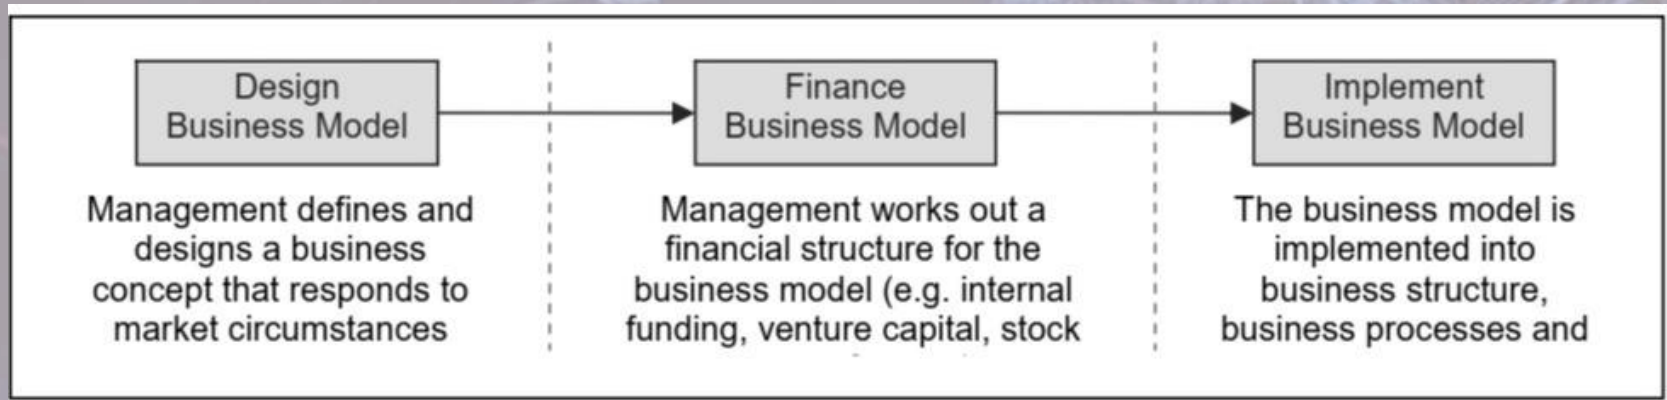 Design
Business Model
Finance
Business Model
Implement
Business Model
Management defines and
designs a business
concept that responds to
market circumstances
Management works out a
financial structure for the
business model (e.g. internal
funding, venture capital, stock
The business model is
implemented into
business structure,
business processes and